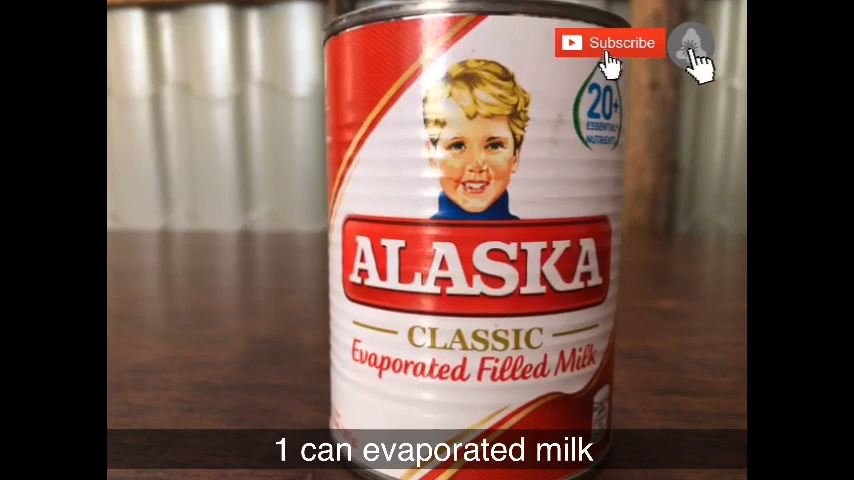 Subscribe
20+
ESSENTIAL
NUTRIENTS
ALASKA
CLASSIC
Evaporated Filled Milk
1 can evaporated milk